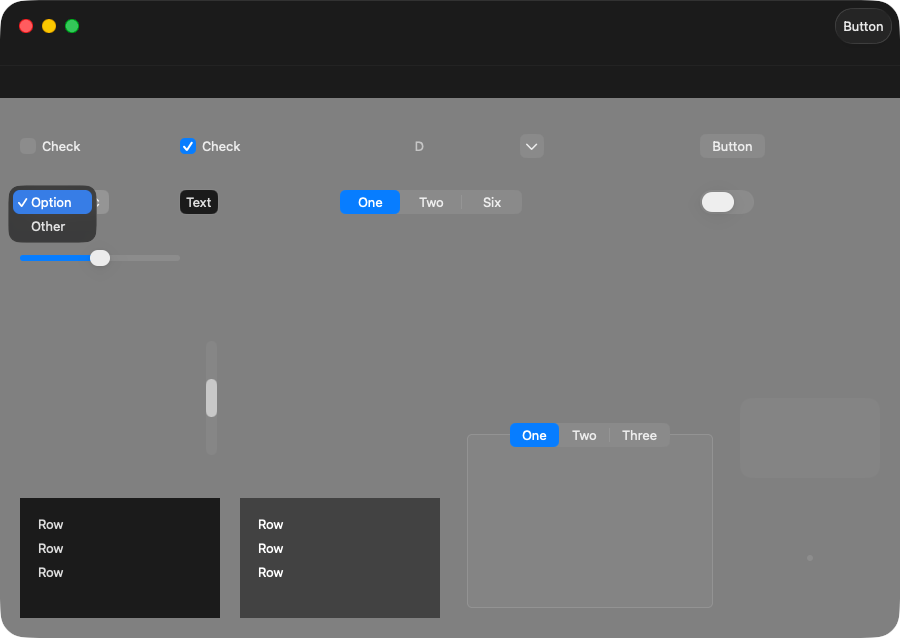 Button
Check
Check
D
Button
Option
Other
Text
One
Two
Six
One
Two
Three
Row
Row
Row
Row
Row
Row